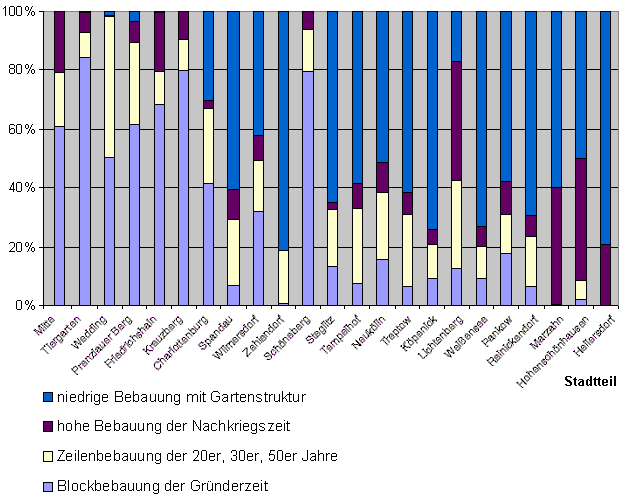 100%
80%
60%
40%
20%
0%
Mitte
Tiergarten
Wedding
Prenzlauer Berg
Friedrichshain
Kreuzberg
Charlottenburg
Spandau
Wilmersdorf
Zehlendorf
Schöneberg
Steglitz
Tempelhof
Neukölln
Treptow
Köpenick
Lichtenberg
Weißensee
Pankow
Reinickendorf
Marzahn
Hohenschönhausen
Hellersdorf
Stadtteil
niedrige Bebauung mit Gartenstruktur
hohe Bebauung der Nachkriegszeit
Zeilenbebauung der 20er, 30er, 50er Jahre
Blockbebauung der Gründerzeit